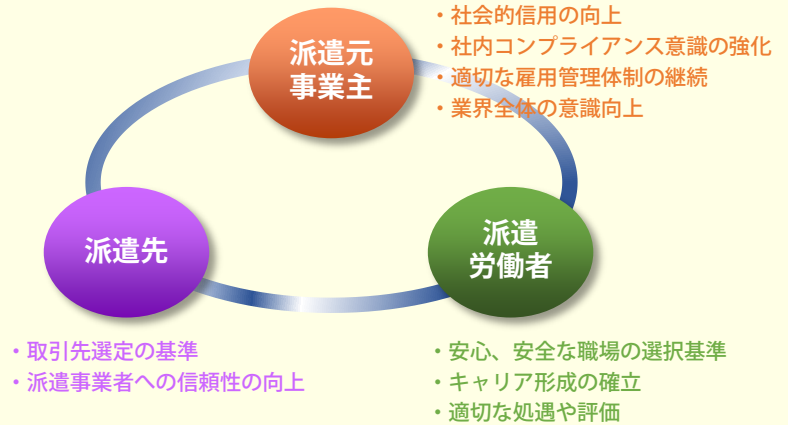 派遣元
事業主
・社会的信用の向上
・社内コンプライアンス意識の強化
・適切な雇用管理体制の継続
・業界全体の意識向上
派遣先
派遣
労働者
・取引先選定の基準
・派遣事業者への信頼性の向上
・安心、安全な職場の選択基準
・キャリア形成の確立
・適切な処遇や評価